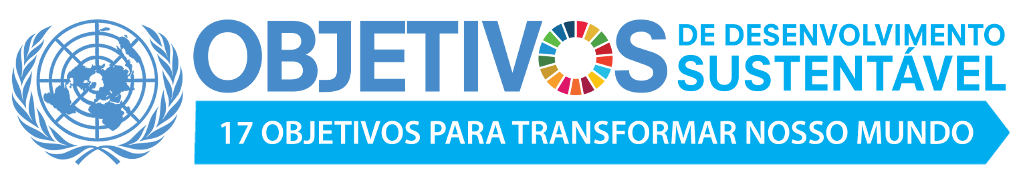 OBJETIVOS
DE DESENVOLVIMENTO
SUSTENTÁVEL
17 OBJETIVOS PARA TRANSFORMAR NOSSO MUNDO